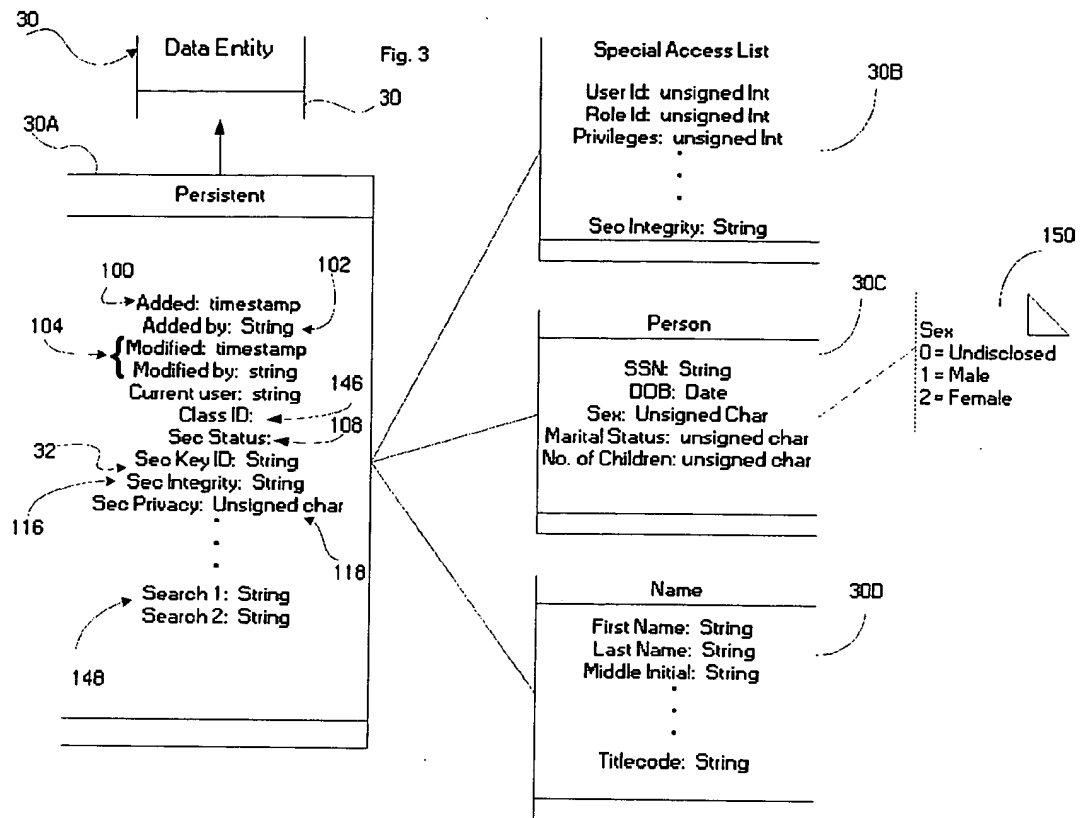 30
Data Entity
Fig. 3
30
30A
Persistent
100
102
Added: timestamp
Added by: String
104
{
Modified: timestamp
Modified by: string
Current user: string
146
Class ID:
108
Sec Status:
32
Sec Key ID: String
Sec Integrity: String
116
Sec Privacy: Unsigned char
118
Search 1: String
Search 2: String
148
Special Access List
30B
User Id: unsigned Int
Role Id: unsigned Int
Privileges: unsigned Int
Sec Integrity: String
30C
Person
SSN: String
DOB: Date
Sex: Unsigned Char
Marital Status: unsigned char
No. of Children: unsigned char
150
Sex
0 = Undisclosed
1 = Male
2 = Female
Name
30D
First Name: String
Last Name: String
Middle Initial: String
Titlecode: String